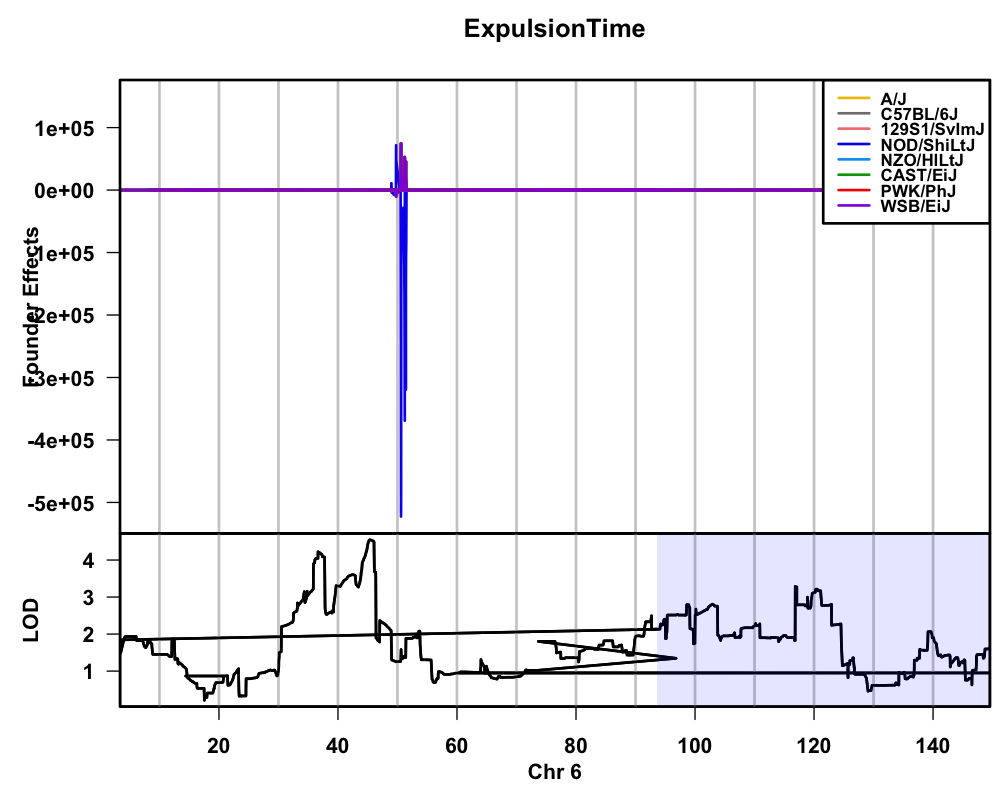 ExpulsionTime
A/J
C57BL/6J
129S1/SvImJ
NOD/ShiLtJ
NZO/HlLtJ
CAST/EiJ
PWK/PhJ
WSB/EiJ
Founder Effects
1e+05
0e+00
-1e+05
-2e+05
-3e+05
-4e+05
-5e+05
LOD
4
3
2
1
20 40 60 80 100 120 140
Chr 6